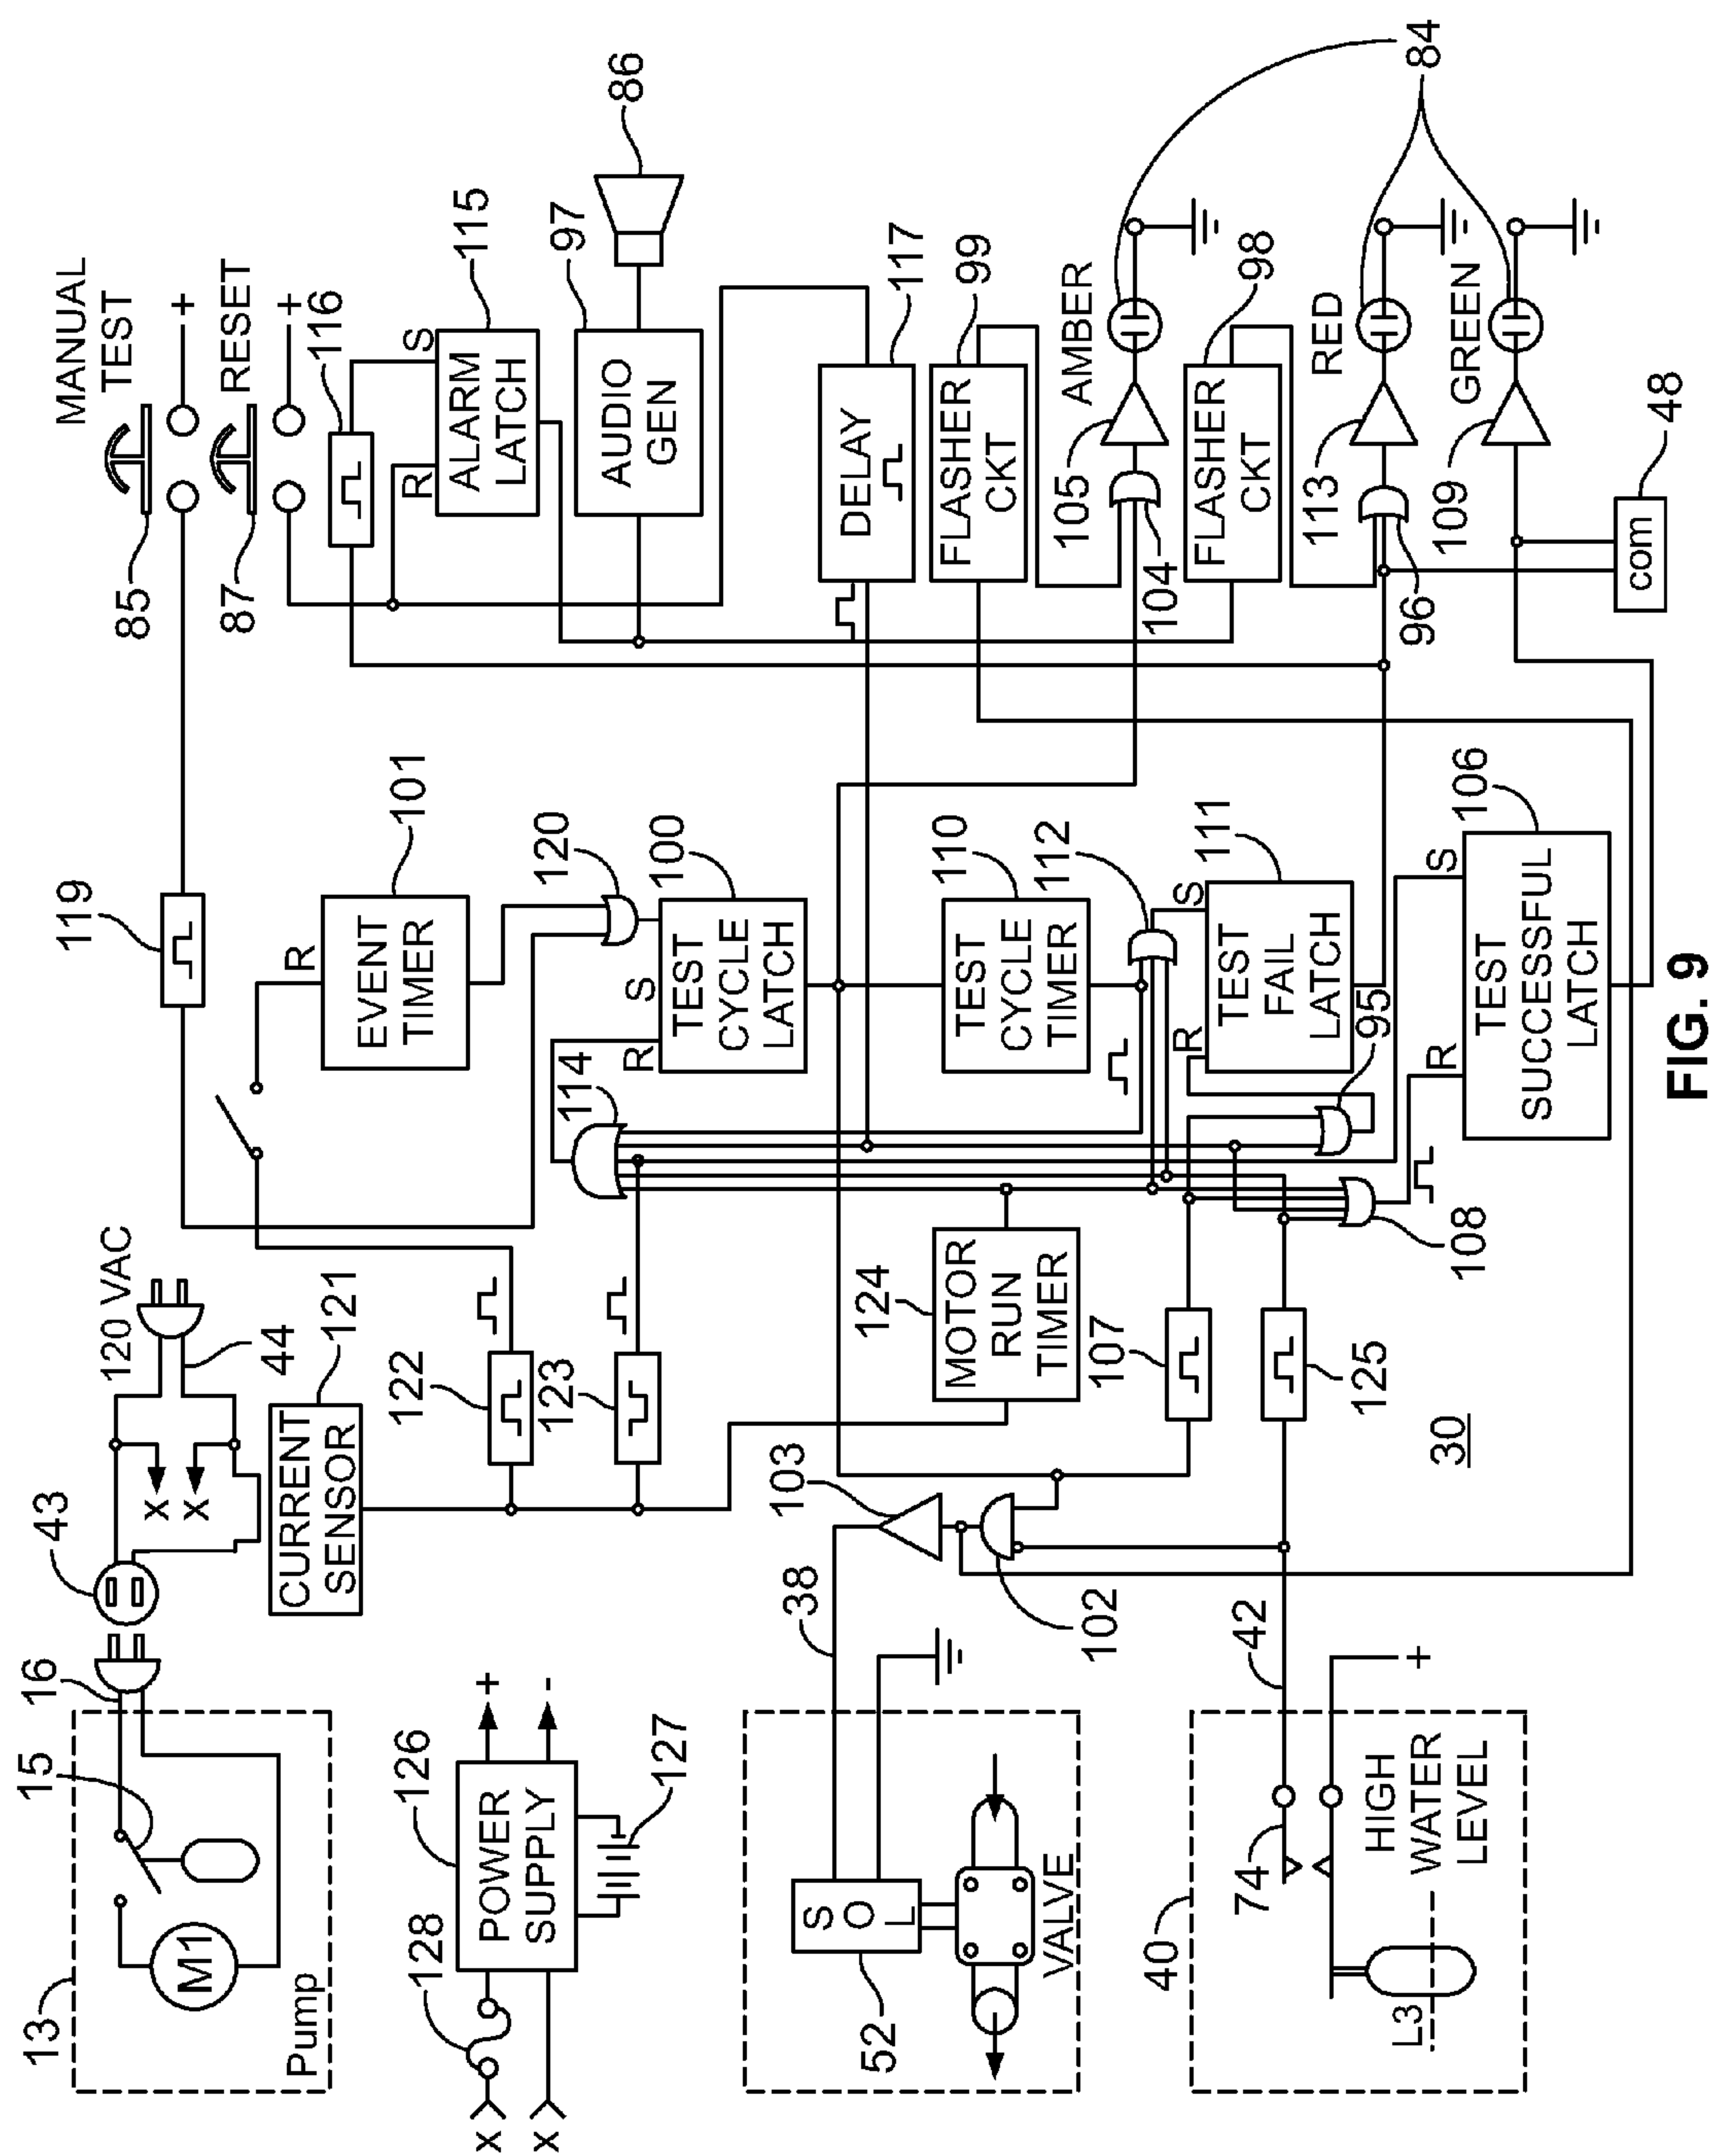 MANUAL
TEST
+
85
RESET
+
87
116
S
R
ALARM
LATCH
115
AUDIO
GEN
97
86
DELAY
117
FLASHER
CKT
99
AMBER
105
104
84
FLASHER
CKT
98
RED
113
96
GREEN
109
com
48
119
EVENT
TIMER
R
101
120
S
R
TEST
CYCLE
LATCH
100
114
TEST
CYCLE
TIMER
110
112
S
R
TEST
FAIL
LATCH
111
95
S
R
TEST
SUCCESSFUL
LATCH
106
108
120 VAC
44
X
X
43
CURRENT
SENSOR
121
122
123
MOTOR
RUN
TIMER
124
107
125
103
102
30
16
15
M1
Pump
13
POWER
SUPPLY
126
+
-
127
128
X
X
38
SOL
52
VALVE
42
+
74
HIGH
WATER
LEVEL
L3
40
FIG. 9